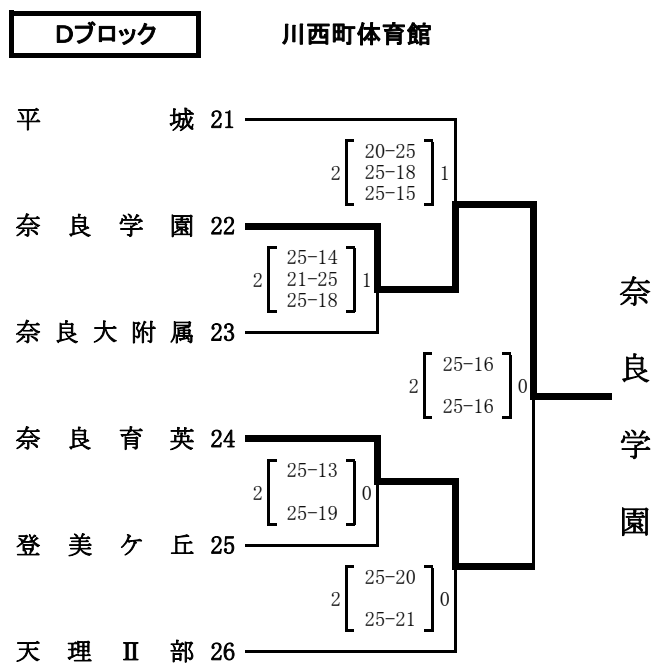 Dブロック 川西町体育館
平城 21
2 20-25 1
25-18
25-15
奈良学園 22
2 25-14 1
21-25
25-18
奈良大附属 23
2 25-16 0
25-16
奈良学園
奈良育英 24
2 25-13 0
25-19
登美ケ丘 25
2 25-20 0
25-21
天理Ⅱ部 26